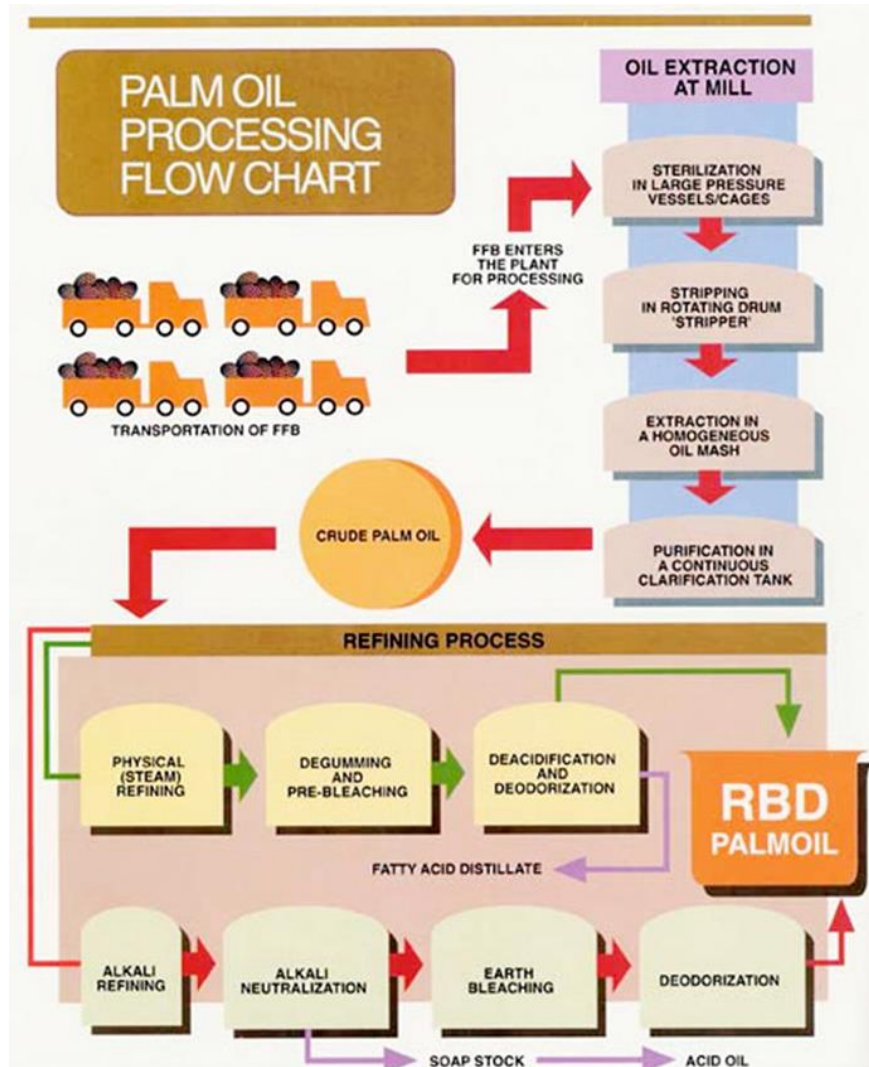 PALM OIL
PROCESSING
FLOW CHART
OIL EXTRACTION
AT MILL
STERILIZATION
IN LARGE PRESSURE
VESSELS/CAGES
FFB ENTERS
THE PLANT
FOR PROCESSING
STRIPPING
IN ROTATING DRUM
'STRIPPER'
TRANSPORTATION OF FFB
EXTRACTION IN
A HOMOGENEOUS
OIL MASH
CRUDE PALM OIL
PURIFICATION IN
A CONTINUOUS
CLARIFICATION TANK
REFINING PROCESS
PHYSICAL
(STEAM)
REFINING
DEGUMMING
AND
PRE-BLEACHING
DEACIDIFICATION
AND
DEODORIZATION
RBD
PALMOIL
FATTY ACID DISTILLATE
ALKALI
REFINING
ALKALI
NEUTRALIZATION
EARTH
BLEACHING
DEODORIZATION
SOAP STOCK
ACID OIL